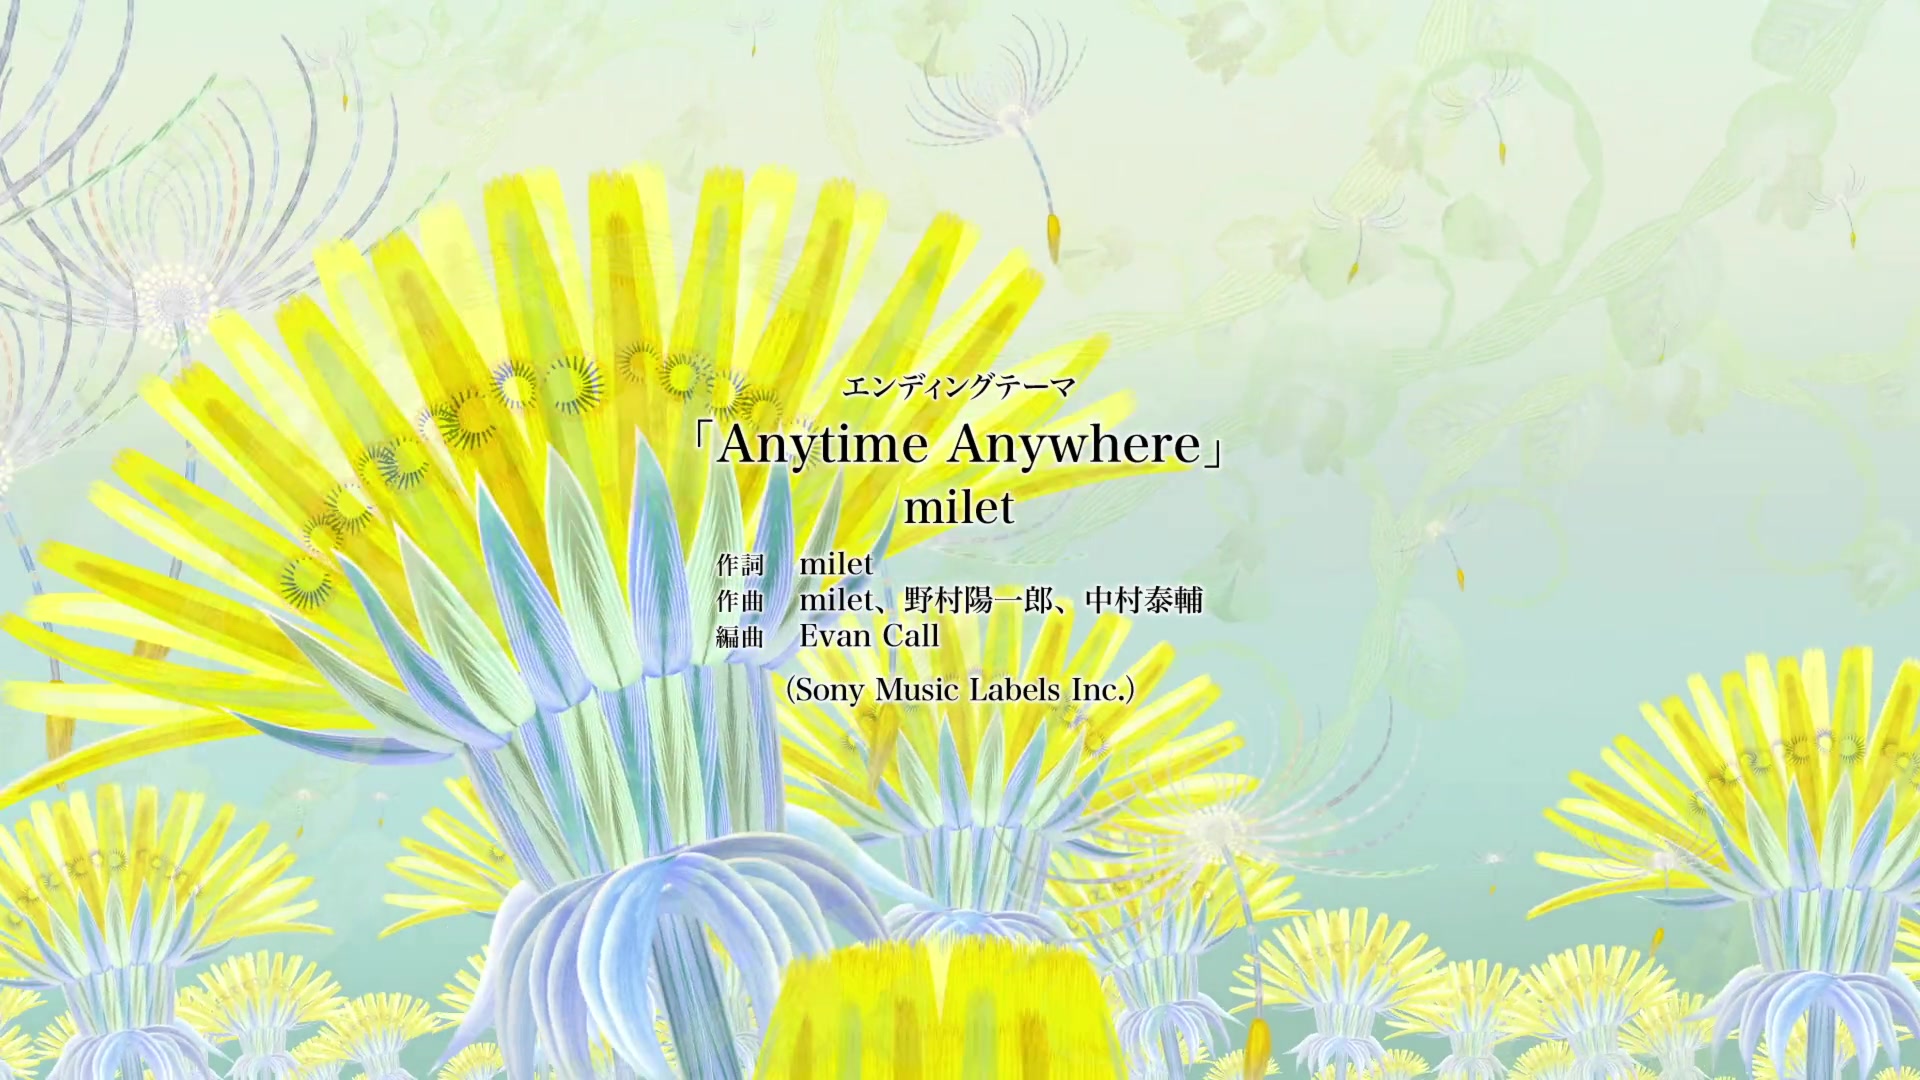 エンディングテーマ
「Anytime Anywhere」
milet
作詞 milet
作曲 milet、野村陽一郎、中村泰輔
編曲 Evan Call
(Sony Music Labels Inc.)